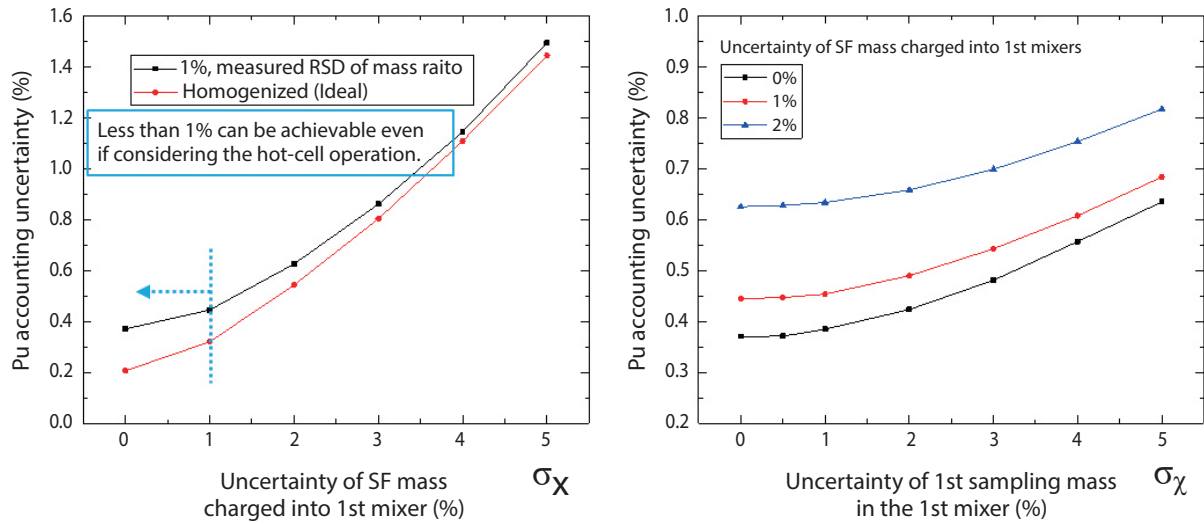 1.6
1.4
1.2
1.0
0.8
0.6
0.4
0.2
0.0
Pu accounting uncertainty (%)
1%, measured RSD of mass raito
Homogenized (Ideal)
Less than 1% can be achievable even
if considering the hot-cell operation.
0 1 2 3 4 5
Uncertainty of SF mass
charged into 1st mixer (%)
σX
1.0
0.9
0.8
0.7
0.6
0.5
0.4
0.3
0.2
Pu accounting uncertainty (%)
Uncertainty of SF mass charged into 1st mixers
0%
1%
2%
0 1 2 3 4 5
Uncertainty of 1st sampling mass
in the 1st mixer (%)
σχ